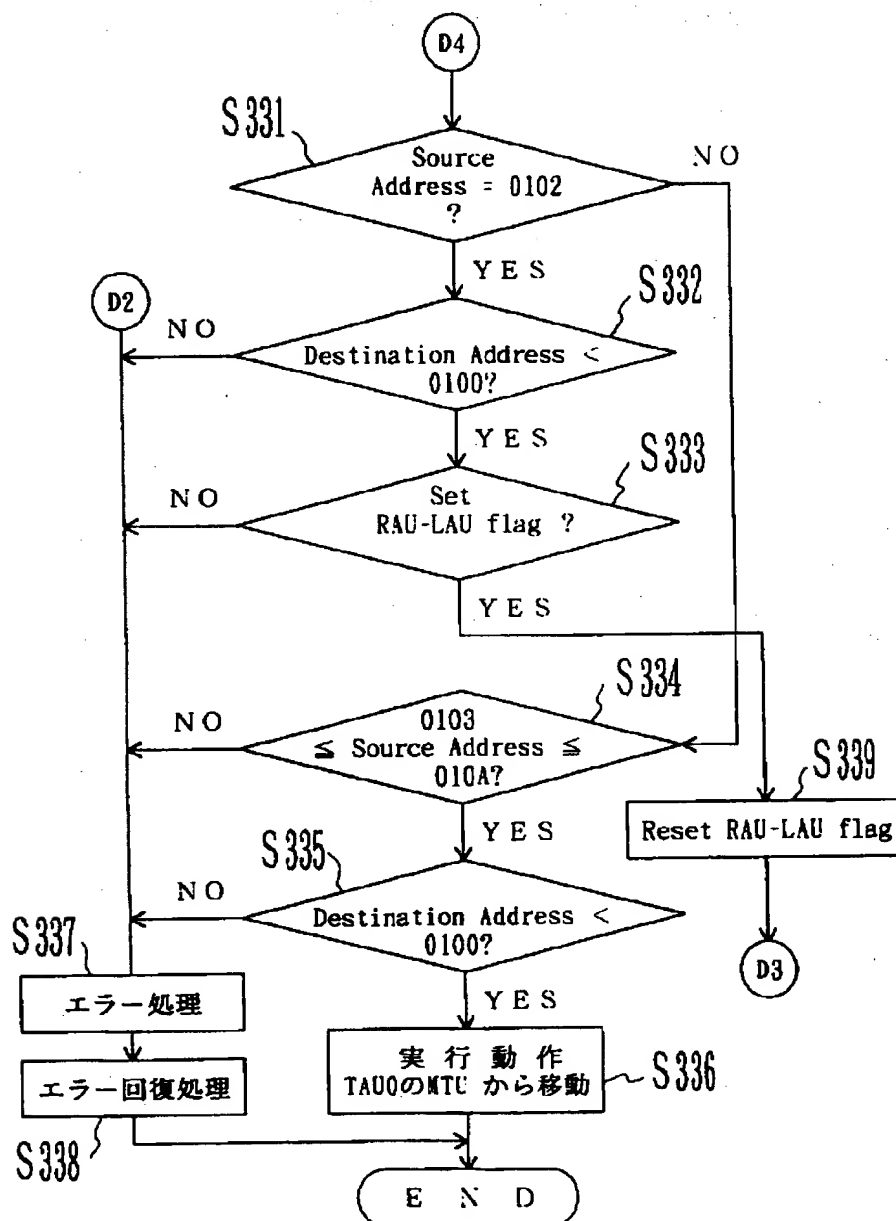 D4
S331
Source
Address = 0102
?
NO
YES
D2
S332
NO
Destination Address <
0100?
YES
S333
NO
Set
RAU-LAU flag ?
YES
S334
NO
0103
≦ Source Address ≦
010A?
S339
YES
Reset RAU-LAU flag
S335
NO
Destination Address <
0100?
D3
S337
エラー処理
YES
実行動作
TAU0のMTU から移動
S336
エラー回復処理
S338
END